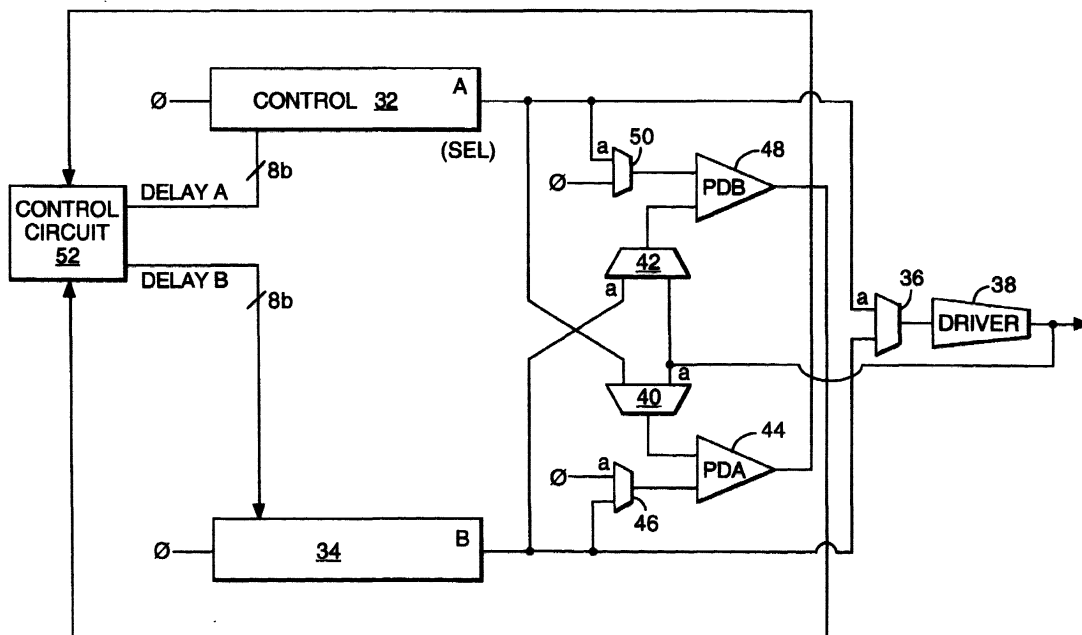 Ø
CONTROL 32
A
(SEL)
8b
DELAY A
CONTROL
CIRCUIT
52
DELAY B
8b
Ø
34
B
a
50
Ø
PDB
48
42
a
a
40
a
Ø
46
PDA
44
a
36
DRIVER
38